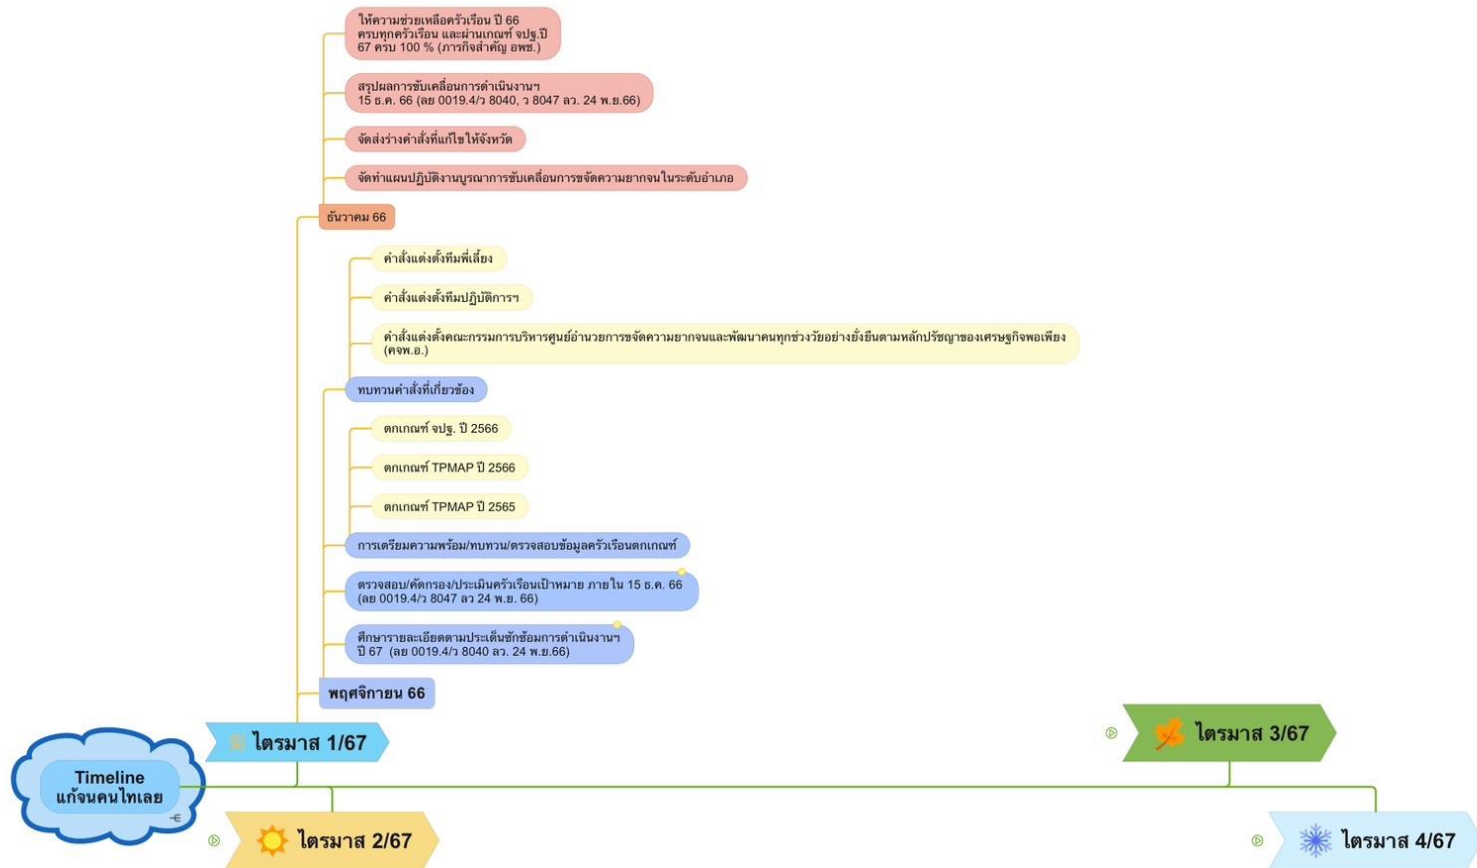 ให้ความช่วยเหลือครัวเรือน ปี 66
ครบทุกครัวเรือน และผ่านเกณฑ์ จปฐ.ปี
67 ครบ 100 % (ภารกิจสำคัญ อพช.)
สรุปผลการขับเคลื่อนการดำเนินงานฯ
15 ธ.ค. 66 (ลย 0019.4/ว 8040, ว 8047 ลว. 24 พ.ย.66)
จัดส่งร่างคำสั่งที่แก้ไขให้จังหวัด
จัดทำแผนปฏิบัติงานบูรณาการขับเคลื่อนการขจัดความยากจนในระดับอำเภอ
ธันวาคม 66
คำสั่งแต่งตั้งทีมพี่เลี้ยง
คำสั่งแต่งตั้งทีมปฏิบัติการฯ
คำสั่งแต่งตั้งคณะกรรมการบริหารศูนย์อำนวยการขจัดความยากจนและพัฒนาคนทุกช่วงวัยอย่างยั่งยืนตามหลักปรัชญาของเศรษฐกิจพอเพียง
(คจพ.อ.)
ทบทวนคำสั่งที่เกี่ยวข้อง
ตกเกณฑ์ จปฐ. ปี 2566
ตกเกณฑ์ TPMAP ปี 2566
ตกเกณฑ์ TPMAP ปี 2565
การเตรียมความพร้อม/ทบทวน/ตรวจสอบข้อมูลครัวเรือนตกเกณฑ์
ตรวจสอบ/คัดกรอง/ประเมินครัวเรือนเป้าหมาย ภายใน 15 ธ.ค. 66
(ลย 0019.4/ว 8047 ลว 24 พ.ย. 66)
ศึกษารายละเอียดตามประเด็นซักซ้อมการดำเนินงานฯ
ปี 67 (ลย 0019.4/ว 8040 ลว. 24 พ.ย.66)
พฤศจิกายน 66
ไตรมาส 1/67
ไตรมาส 3/67
Timeline
แก้จนคนไทเลย
ไตรมาส 2/67
ไตรมาส 4/67